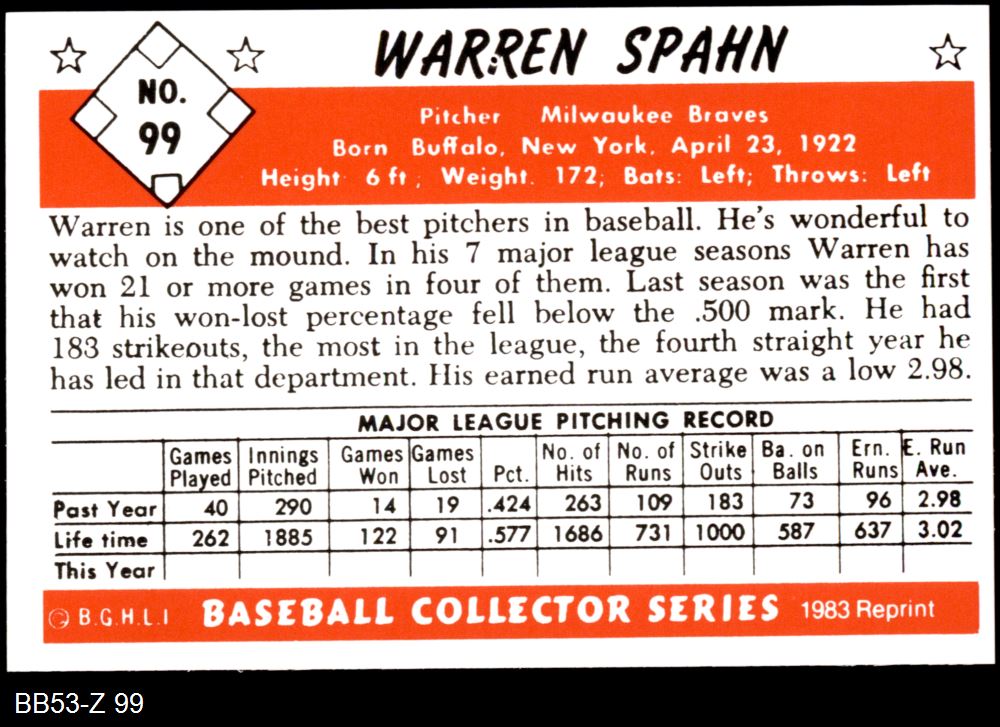 WARREN SPAHN
NO.
99
Pitcher Milwaukee Braves
Born Buffalo, New York. April 23, 1922
Height 6 ft; Weight. 172; Bats: Left; Throws: Left
Warren is one of the best pitchers in baseball. He's wonderful to
watch on the mound. In his 7 major league seasons Warren has
won 21 or more games in four of them. Last season was the first
that his won-lost percentage fell below the .500 mark. He had
183 strikeouts, the most in the league, the fourth straight year he
has led in that department. His earned run average was a low 2.98.
MAJOR LEAGUE PITCHING RECORD
Games Innings Games Games No. of No. of Strike Ba. on Ern. E. Run
Played Pitched Won Lost Pct. Hits Runs Outs Balls Runs Ave.
Past Year 40 290 14 19 .424 263 109 183 73 96 2.98
Life time 262 1885 122 91 .577 1686 731 1000 587 637 3.02
This Year
© B.G.H.L.I BASEBALL COLLECTOR SERIES 1983 Reprint
BB53-Z 99